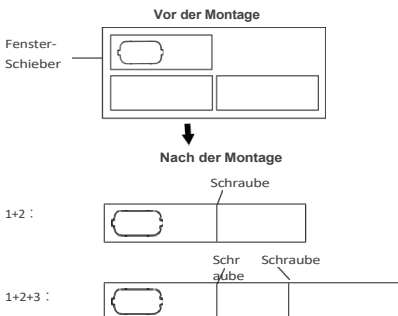 Vor der Montage
Fenster-
Schieber
Nach der Montage
Schraube
1+2：
Schr
aube
Schraube
1+2+3：